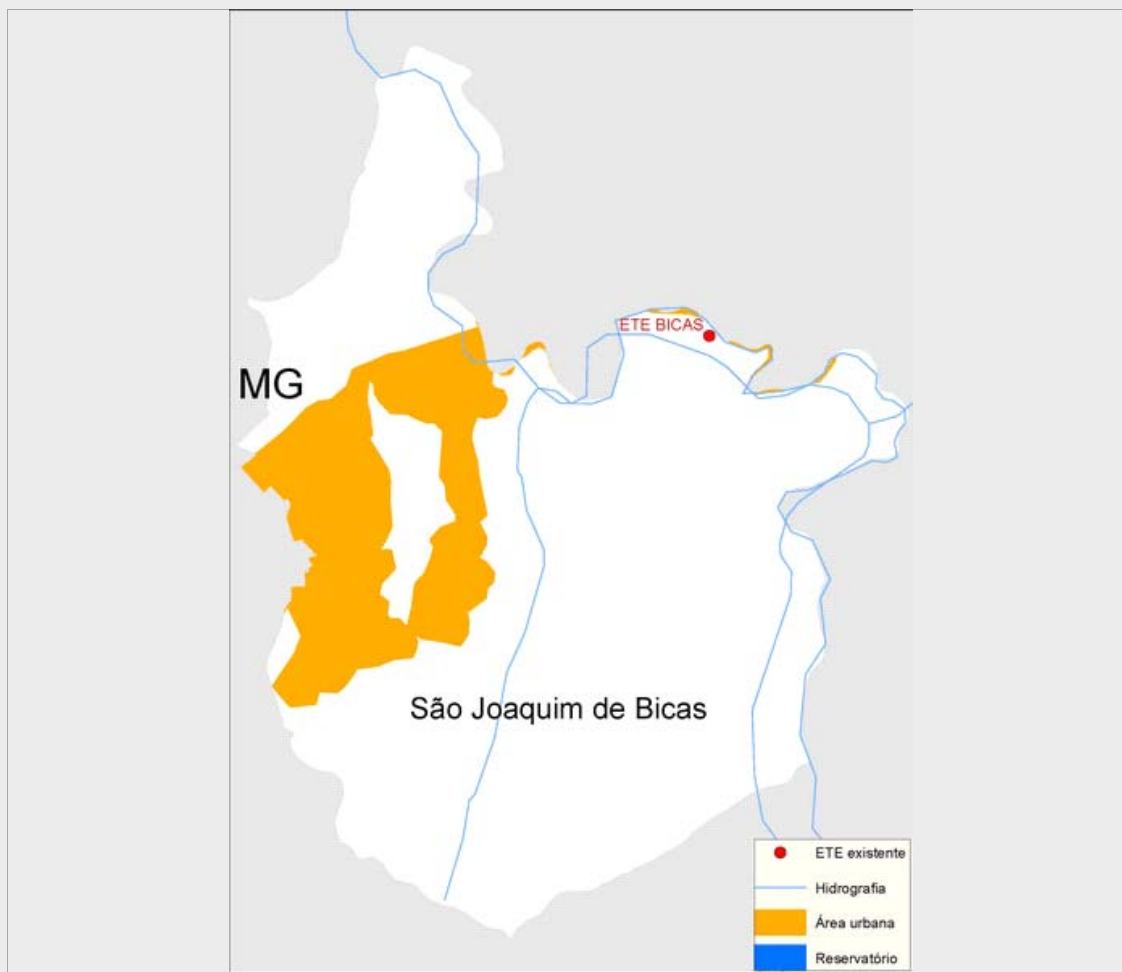 ETE BICAS
MG
São Joaquim de Bicas
ETE existente
Hidrografia
Área urbana
Reservatório